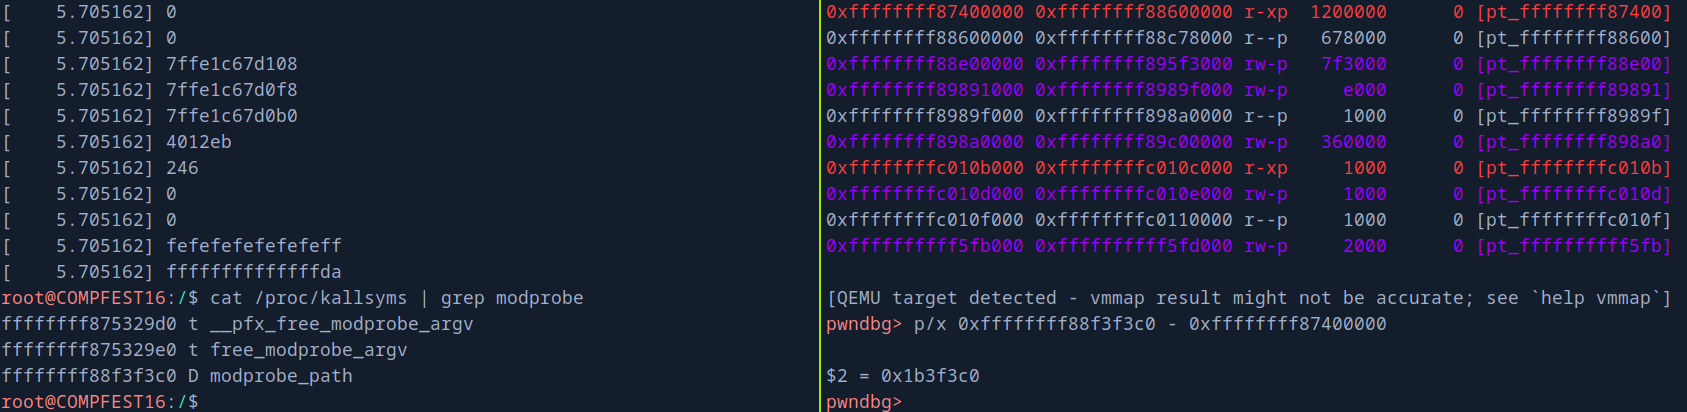 [    5.705162] 0
[    5.705162] 0
[    5.705162] 7ffe1c67d108
[    5.705162] 7ffe1c67d0f8
[    5.705162] 7ffe1c67d0b0
[    5.705162] 4012eb
[    5.705162] 246
[    5.705162] 0
[    5.705162] 0
[    5.705162] fefefefefefefeff
[    5.705162] ffffffffffffffda
root@COMPFEST16:/$ cat /proc/kallsyms | grep modprobe
ffffffff875329d0 t __pfx_free_modprobe_argv
ffffffff875329e0 t free_modprobe_argv
ffffffff88f3f3c0 D modprobe_path
root@COMPFEST16:/$
0xffffffff87400000 0xffffffff88600000 r-xp  1200000      0 [pt_ffffffff87400]
0xffffffff88600000 0xffffffff88c78000 r--p   678000      0 [pt_ffffffff88600]
0xffffffff88e00000 0xffffffff895f3000 rw-p   7f3000      0 [pt_ffffffff88e00]
0xffffffff89891000 0xffffffff8989f000 rw-p     e000      0 [pt_ffffffff89891]
0xffffffff8989f000 0xffffffff898a0000 r--p     1000      0 [pt_ffffffff8989f]
0xffffffff898a0000 0xffffffff89c00000 rw-p   360000      0 [pt_ffffffff898a0]
0xffffffffc010b000 0xffffffffc010c000 r-xp     1000      0 [pt_ffffffffc010b]
0xffffffffc010d000 0xffffffffc010e000 rw-p     1000      0 [pt_ffffffffc010d]
0xffffffffc010f000 0xffffffffc0110000 r--p     1000      0 [pt_ffffffffc010f]
0xffffffffff5fb000 0xffffffffff5fd000 rw-p     2000      0 [pt_ffffffffff5fb]
[QEMU target detected - vmmap result might not be accurate; see `help vmmap`]
pwndbg> p/x 0xffffffff88f3f3c0 - 0xffffffff87400000
$2 = 0x1b3f3c0
pwndbg>